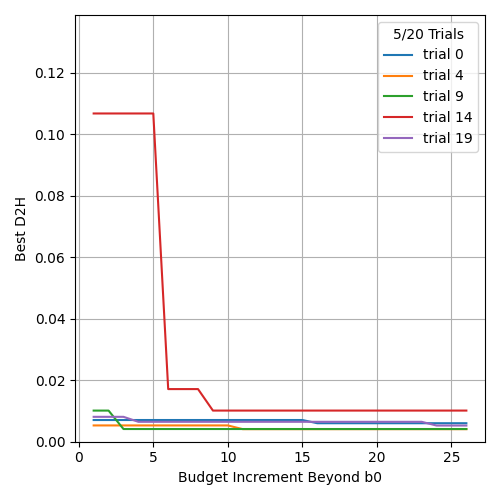 5/20 Trials
trial 0
trial 4
trial 9
trial 14
trial 19
0.12
0.10
0.08
0.06
0.04
0.02
0.00
Best D2H
0
5
10
15
20
25
Budget Increment Beyond b0